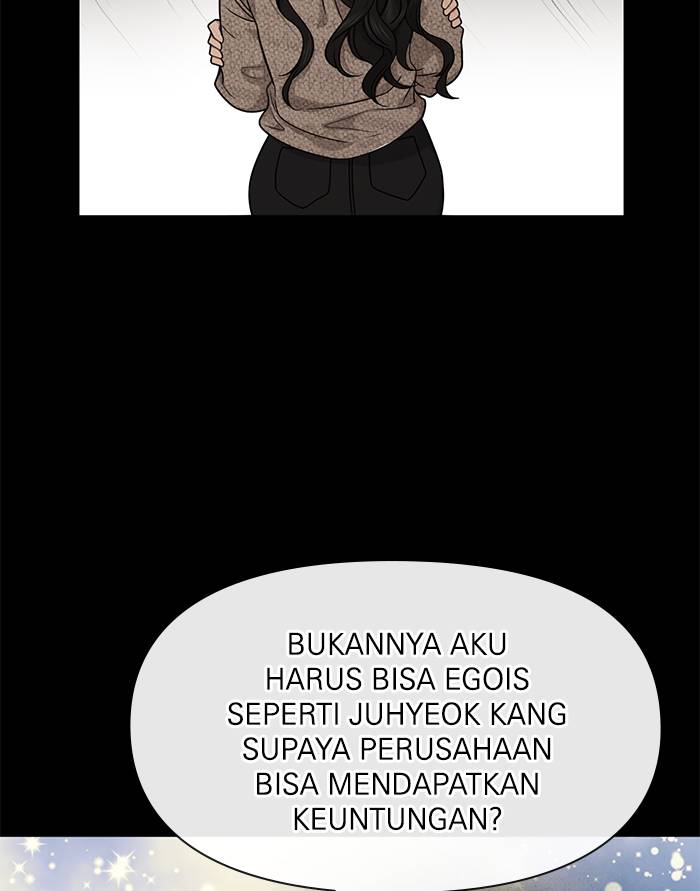 BUKANNYA AKU
HARUS BISA EGOIS
SEPERTI JUHYEOK KANG
SUPAYA PERUSAHAAN
BISA MENDAPATKAN
KEUNTUNGAN?